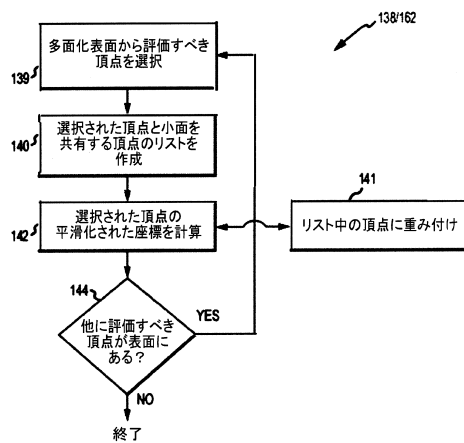 138/162
多面化表面から評価すべき
頂点を選択
139
選択された頂点と小面を
共有する頂点のリストを
作成
140
141
選択された頂点の
平滑化された座標を計算
142
リスト中の頂点に重み付け
144
他に評価すべき
頂点が表面に
ある?
YES
NO
終了